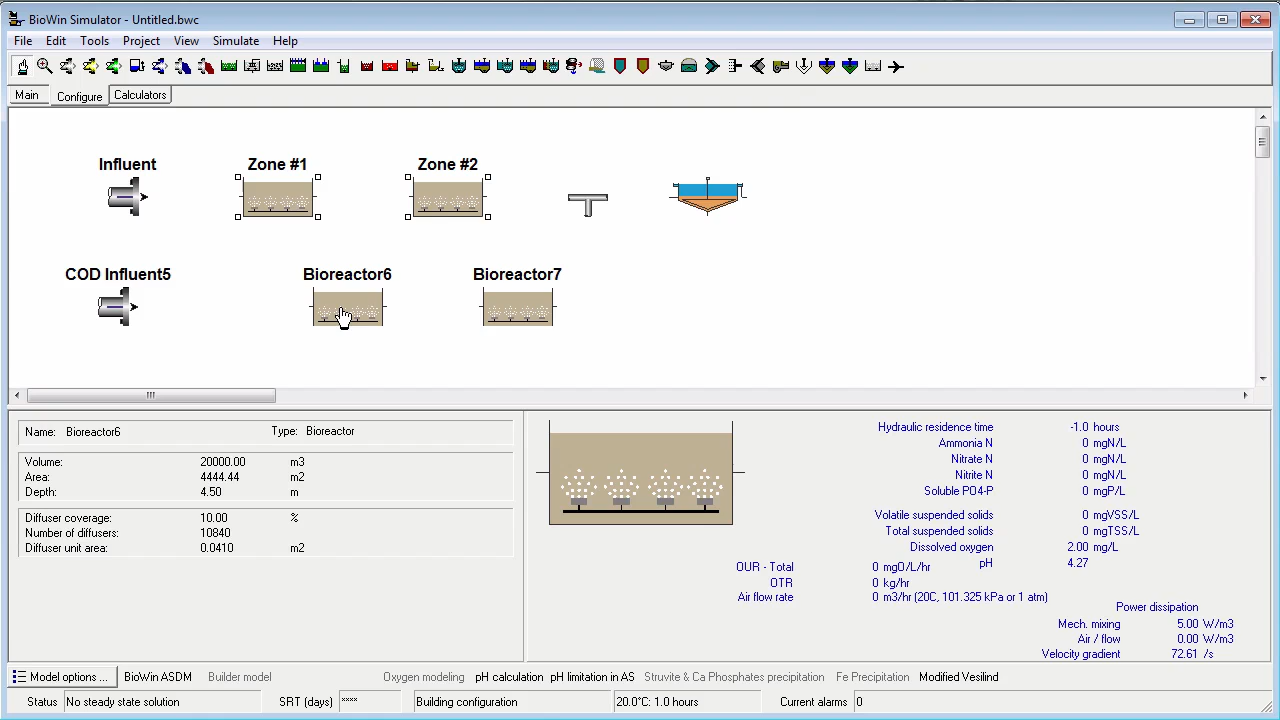 BioWin Simulator - Untitled.bwc
File Edit Tools Project View Simulate Help
Main Configure Calculators
Influent Zone #1 Zone #2
COD Influent5 Bioreactor6 Bioreactor7
Name: Bioreactor6 Type: Bioreactor
Volume: 20000.00 m3
Area: 4444.44 m2
Depth: 4.50 m
Diffuser coverage: 10.00 %
Number of diffusers: 10840
Diffuser unit area: 0.0410 m2
Hydraulic residence time -1.0 hours
Ammonia N 0 mgN/L
Nitrate N 0 mgN/L
Nitrite N 0 mgN/L
Soluble PO4-P 0 mgP/L
Volatile suspended solids 0 mgVSS/L
Total suspended solids 0 mgTSS/L
Dissolved oxygen 2.00 mg/L
pH 4.27
OUR - Total 0 mgO/L/hr
OTR 0 kg/hr
Air flow rate 0 m3/hr (20C, 101.325 kPa or 1 atm)
Power dissipation
Mech. mixing 5.00 W/m3
Air / flow 0.00 W/m3
Velocity gradient 72.61 /s
Model options ... BioWin ASDM Builder model Oxygen modeling pH calculation pH limitation in AS Struvite & Ca Phosphates precipitation Fe Precipitation Modified Vesilind
Status No steady state solution SRT (days) **** Building configuration 20.0°C: 1.0 hours Current alarms 0